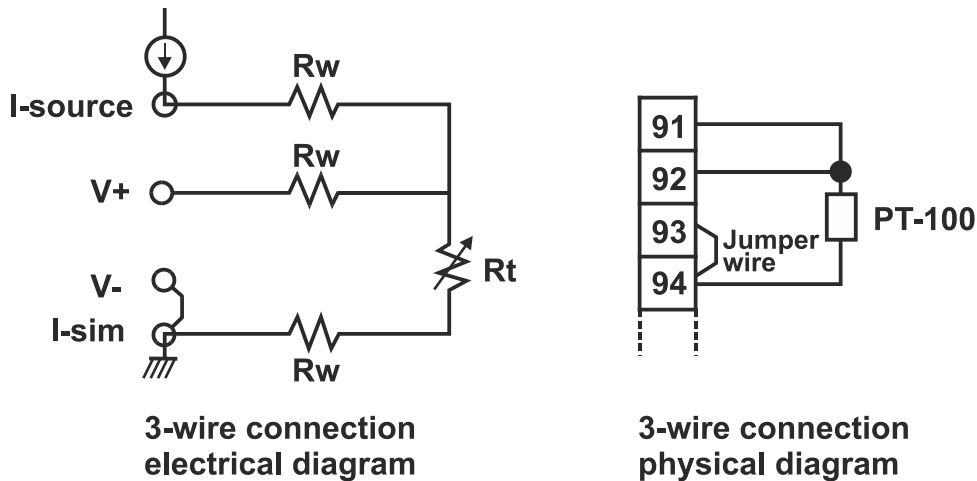 Rw
I-source
Rw
V+
V-
Rt
I-sim
Rw
3-wire connection
electrical diagram
91
92
93
94
Jumper
wire
PT-100
3-wire connection
physical diagram